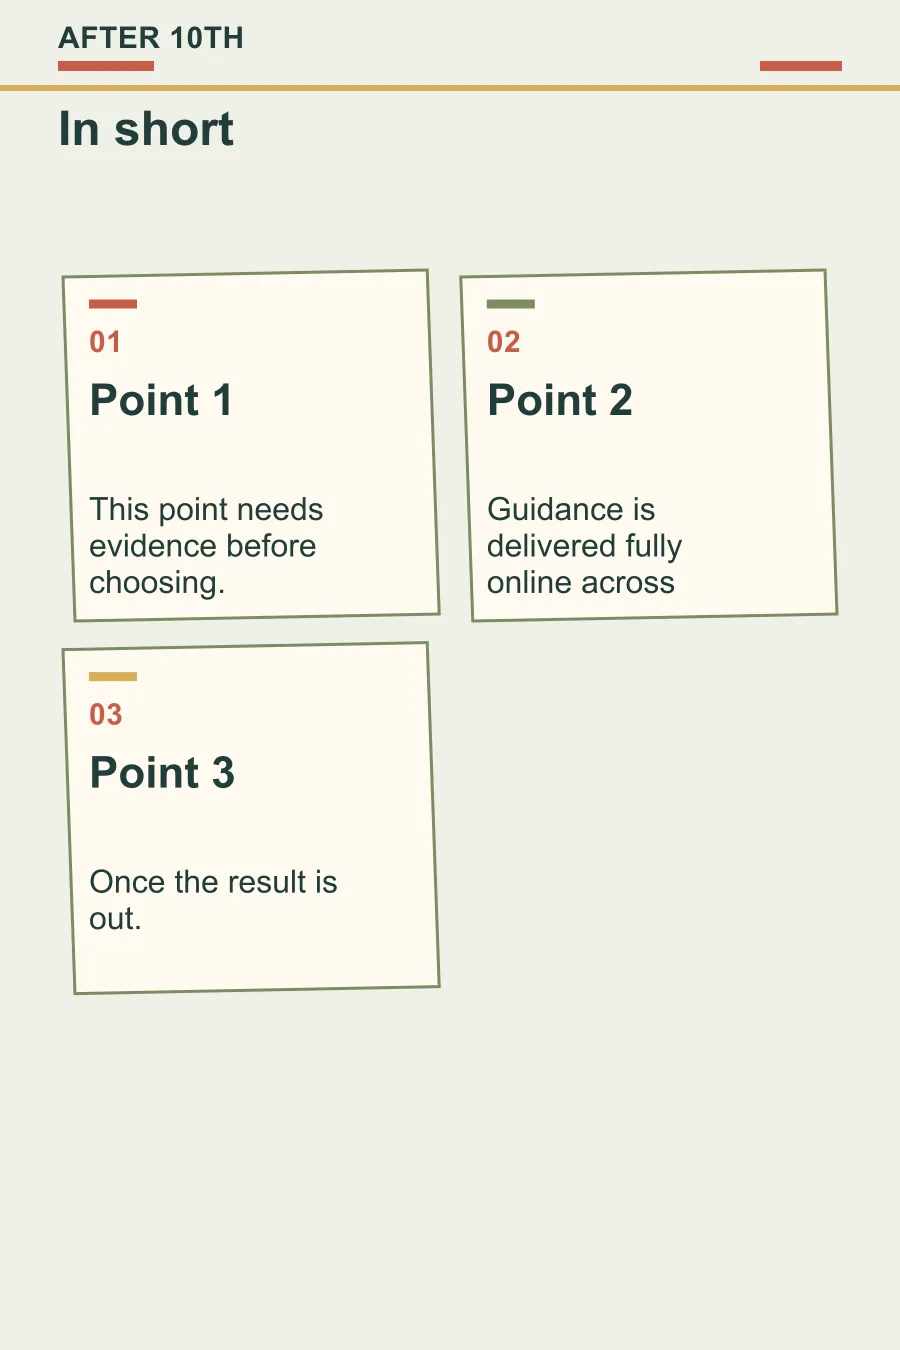 AFTER 10TH
In short
01
Point 1
This point needs
evidence before
choosing.
02
Point 2
Guidance is
delivered fully
online across
03
Point 3
Once the result is
out.